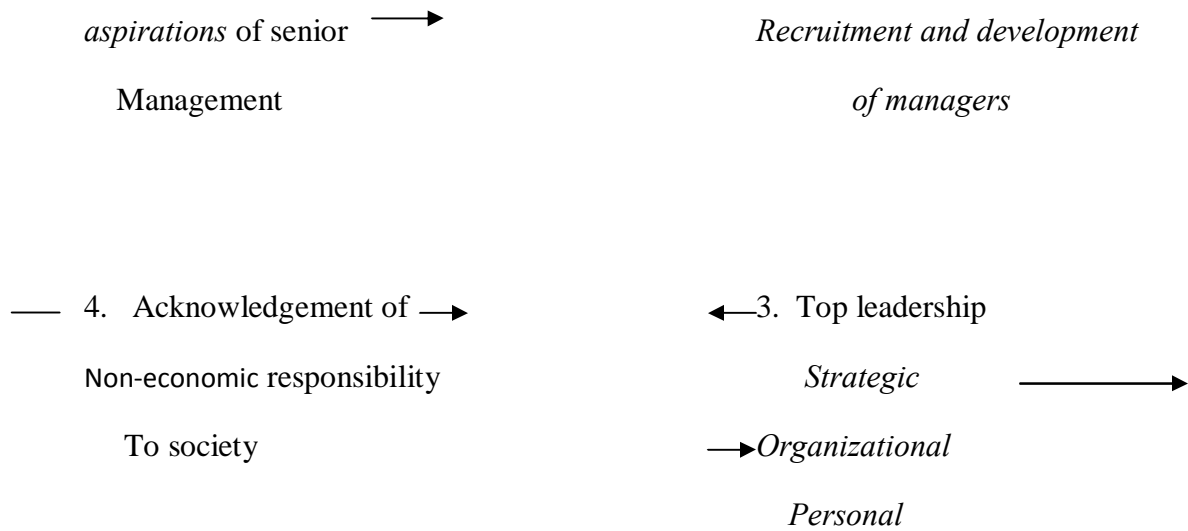 aspirations of senior
Management
Recruitment and development
of managers
4. Acknowledgement of
Non-economic responsibility
To society
3. Top leadership
Strategic
Organizational
Personal